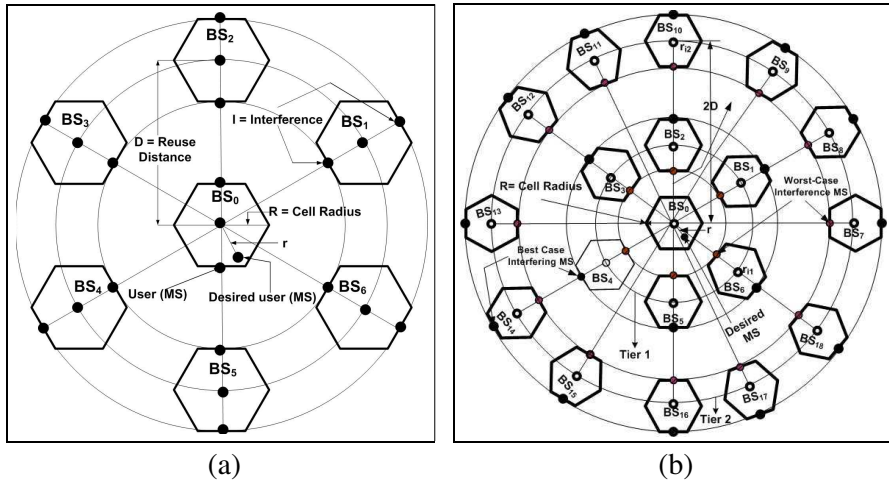 BS2
BS3
D = Reuse
Distance
I = Interference
BS1
BS0
R = Cell Radius
r
BS4
User (MS)
Desired user (MS)
BS6
BS5
(a)
BS10
ri2
BS11
BS9
BS12
2D
BS8
BS2
BS1
BS3
Worst-Case
Interference MS
R= Cell Radius
BS0
BS13
r
BS7
Best Case
Interfering MS
BS4
ri1
BS6
BS5
Desired
MS
BS14
BS18
Tier 1
BS15
BS16
BS17
Tier 2
(b)